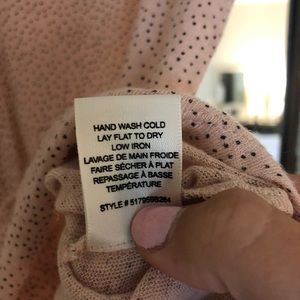 HAND WASH COLD
LAY FLAT TO DRY
LOW IRON
LAVAGE DE MAIN FROIDE
FAIRE SÉCHER À PLAT
REPASSAGE À BASSE
TEMPÉRATURE
STYLE #